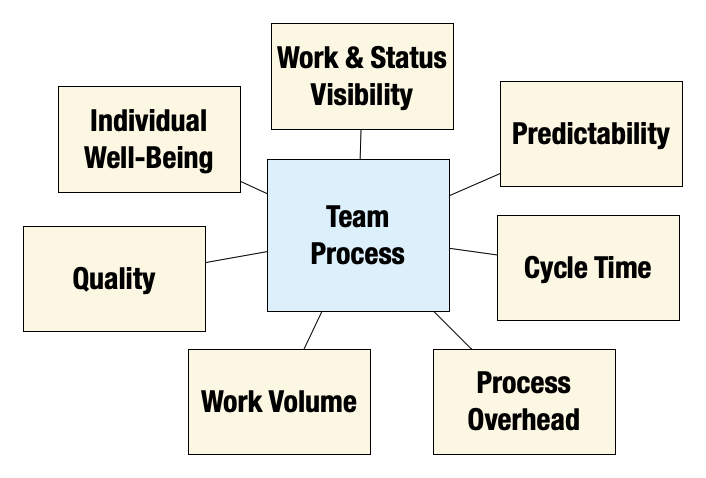 Work & Status
Visibility
Individual
Well-Being
Predictability
Team
Process
Quality
Cycle Time
Work Volume
Process
Overhead